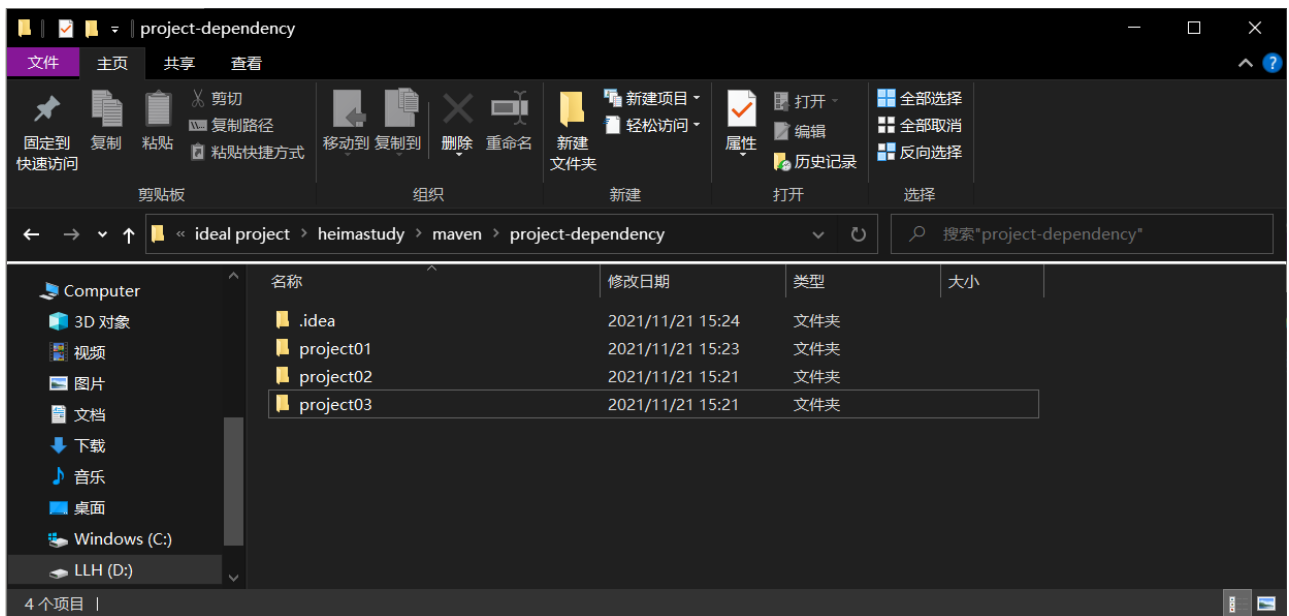 project-dependency
文件 主页 共享 查看
固定到快速访问
复制
粘贴
剪切
复制路径
粘贴快捷方式
剪贴板
移动到
复制到
删除
重命名
组织
新建文件夹
新建项目
轻松访问
新建
属性
打开
编辑
历史记录
打开
全部选择
全部取消
反向选择
选择
« ideal project > heimastudy > maven > project-dependency
搜索"project-dependency"
Computer
3D 对象
视频
图片
文档
下载
音乐
桌面
Windows (C:)
LLH (D:)
名称 修改日期 类型 大小
.idea 2021/11/21 15:24 文件夹
project01 2021/11/21 15:23 文件夹
project02 2021/11/21 15:21 文件夹
project03 2021/11/21 15:21 文件夹
4 个项目